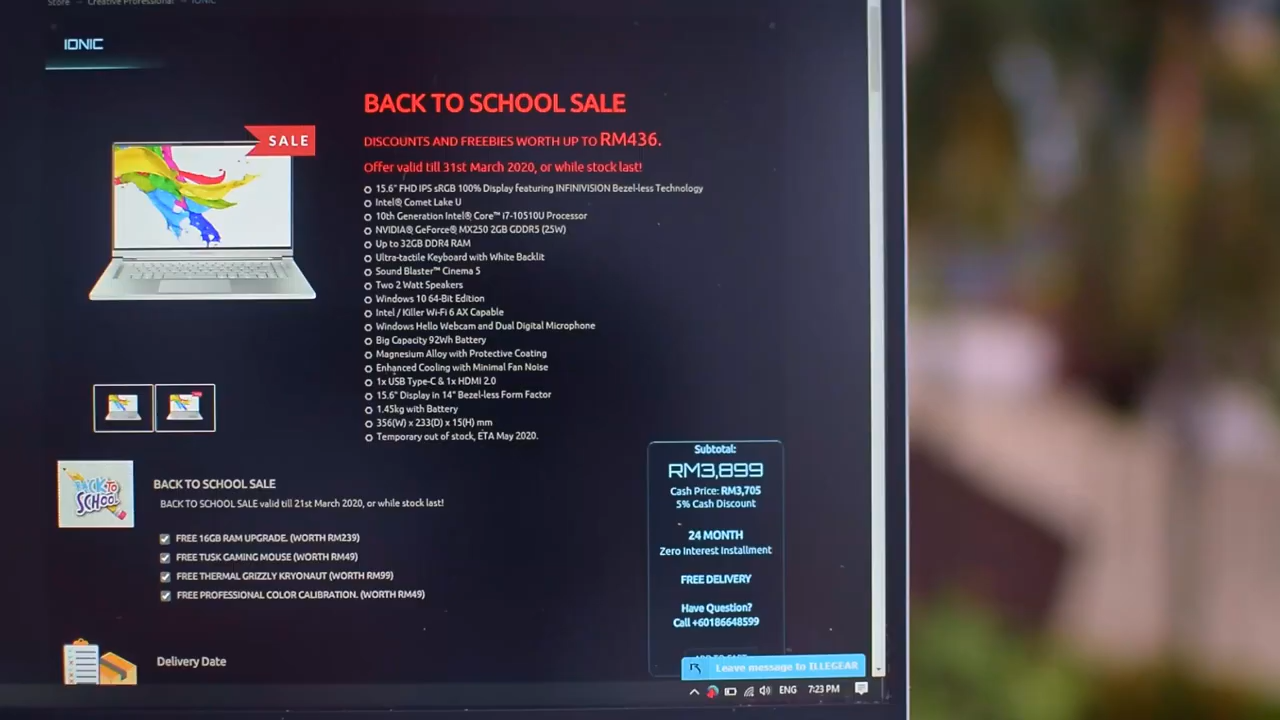 Store → Creative Professional → IONIC
IONIC
SALE
BACK TO SCHOOL SALE
DISCOUNTS AND FREEBIES WORTH UP TO RM436.
Offer valid till 31st March 2020, or while stock last!
15.6" FHD IPS sRGB 100% Display featuring INFINIVISION Bezel-less Technology
Intel® Comet Lake U
10th Generation Intel® Core™ i7-10510U Processor
NVIDIA® GeForce® MX250 2GB GDDR5 (25W)
Up to 32GB DDR4 RAM
Ultra-tactile Keyboard with White Backlit
Sound Blaster™ Cinema 5
Two 2 Watt Speakers
Windows 10 64-Bit Edition
Intel / Killer Wi-Fi 6 AX Capable
Windows Hello Webcam and Dual Digital Microphone
Big Capacity 92Wh Battery
Magnesium Alloy with Protective Coating
Enhanced Cooling with Minimal Fan Noise
1x USB Type-C & 1x HDMI 2.0
15.6" Display in 14" Bezel-less Form Factor
1.45kg with Battery
356(W) x 233(D) x 15(H) mm
Temporary out of stock, ETA May 2020.
BACK TO SCHOOL
BACK TO SCHOOL SALE
BACK TO SCHOOL SALE valid till 21st March 2020, or while stock last!
FREE 16GB RAM UPGRADE. (WORTH RM239)
FREE TUSK GAMING MOUSE (WORTH RM49)
FREE THERMAL GRIZZLY KRYONAUT (WORTH RM99)
FREE PROFESSIONAL COLOR CALIBRATION. (WORTH RM49)
Delivery Date
Subtotal:
RM3,899
Cash Price: RM3,705
5% Cash Discount
24 MONTH
Zero Interest Installment
FREE DELIVERY
Have Question?
Call +60186648599
Leave message to ILLEGEAR
ENG 7:23 PM